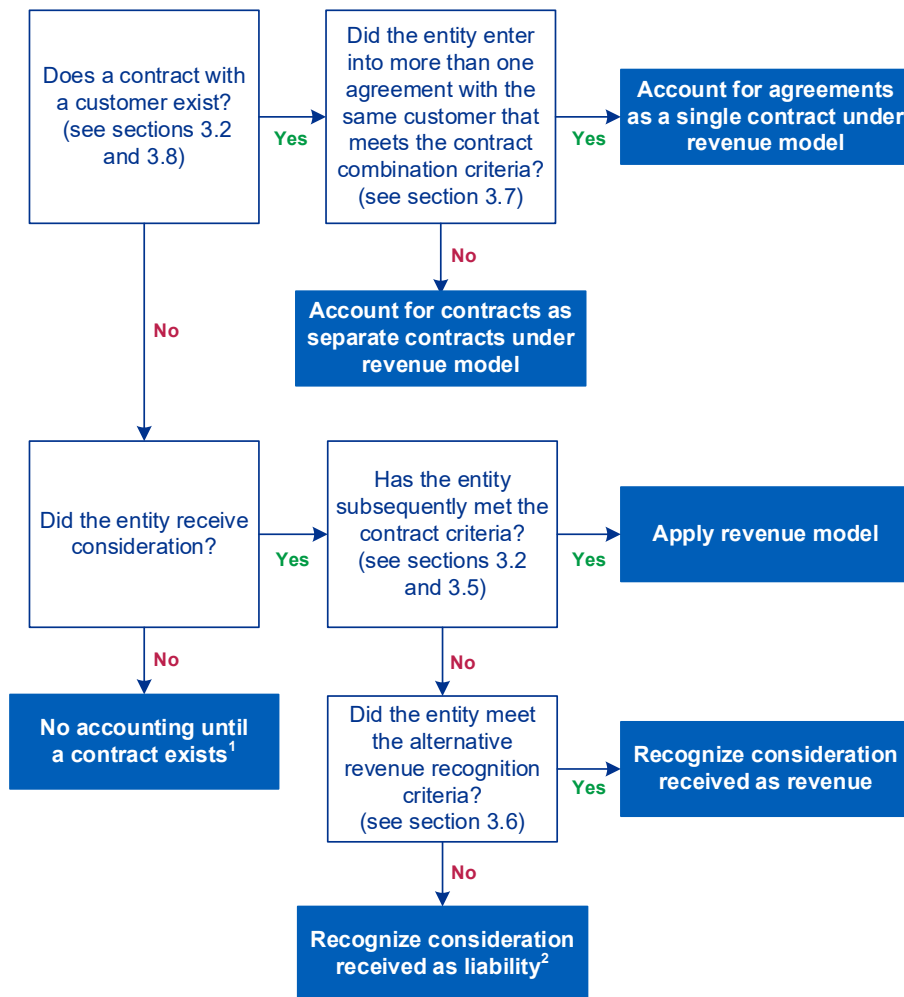 Does a contract with
a customer exist?
(see sections 3.2
and 3.8)
Yes
Did the entity enter
into more than one
agreement with the
same customer that
meets the contract
combination criteria?
(see section 3.7)
Yes
Account for agreements
as a single contract under
revenue model
No
Account for contracts as
separate contracts under
revenue model
No
Did the entity receive
consideration?
Yes
Has the entity
subsequently met the
contract criteria?
(see sections 3.2
and 3.5)
Yes
Apply revenue model
No
No accounting until
a contract exists¹
No
Did the entity meet
the alternative
revenue recognition
criteria?
(see section 3.6)
Yes
Recognize consideration
received as revenue
No
Recognize consideration
received as liability²